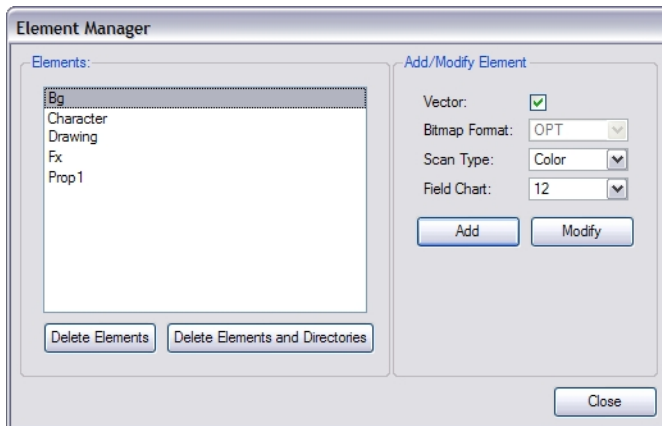 Element Manager
Elements:
Bg
Character
Drawing
Fx
Prop1
Delete Elements
Delete Elements and Directories
Add/Modify Element
Vector:
Bitmap Format: OPT
Scan Type: Color
Field Chart: 12
Add
Modify
Close